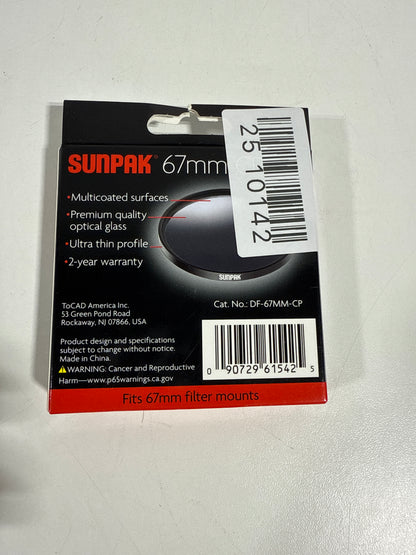 SUNPAK® 67mm
•Multicoated surfaces
•Premium quality
optical glass
•Ultra thin profile
•2-year warranty
SUNPAK
25 10142
ToCAD America Inc.
53 Green Pond Road
Rockaway, NJ 07866, USA
Cat. No.: DF-67MM-CP
Product design and specifications
subject to change without notice.
Made in China.
⚠WARNING: Cancer and Reproductive
Harm—www.p65warnings.ca.gov
0 90729 61542 5
Fits 67mm filter mounts